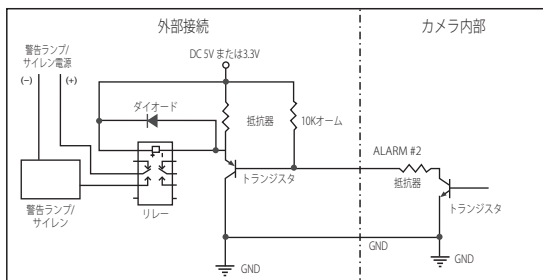 外部接続
カメラ内部
DC 5V または3.3V
警告ランプ/
サイレン電源
(−)
(+)
ダイオード
抵抗器
10Kオーム
ALARM #2
トランジスタ
抵抗器
リレー
トランジスタ
警告ランプ/
サイレン
GND
GND
GND